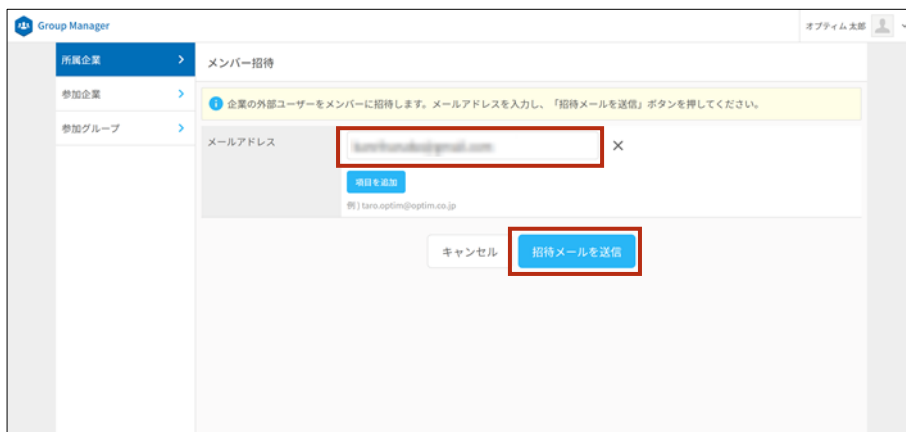 Group Manager
オプティム 太郎
所属企業
メンバー招待
参加企業
企業の外部ユーザーをメンバーに招待します。メールアドレスを入力し、「招待メールを送信」ボタンを押してください。
参加グループ
メールアドレス
項目を追加
例) taro.optim@optim.co.jp
キャンセル
招待メールを送信